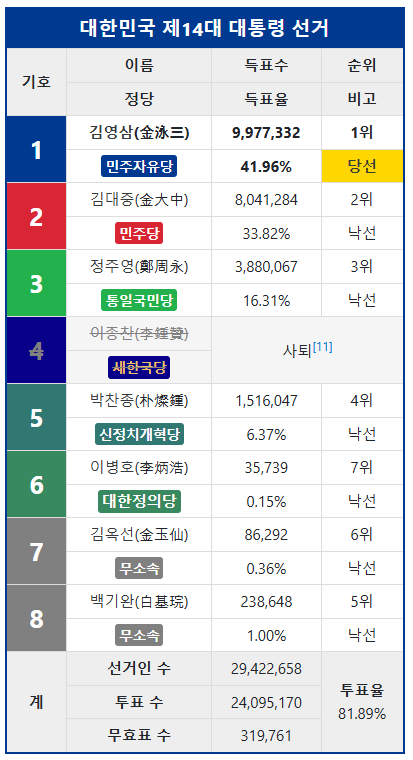 대한민국 제14대 대통령 선거
기호 이름 득표수 순위
정당 득표율 비고
1 김영삼(金泳三) 9,977,332 1위
민주자유당 41.96% 당선
2 김대중(金大中) 8,041,284 2위
민주당 33.82% 낙선
3 정주영(鄭周永) 3,880,067 3위
통일국민당 16.31% 낙선
4 이종찬(李鍾贊) 사퇴[11]
새한국당
5 박찬종(朴燦鍾) 1,516,047 4위
신정치개혁당 6.37% 낙선
6 이병호(李炳浩) 35,739 7위
대한정의당 0.15% 낙선
7 김옥선(金玉仙) 86,292 6위
무소속 0.36% 낙선
8 백기완(白基琓) 238,648 5위
무소속 1.00% 낙선
계 선거인 수 29,422,658 투표율
투표 수 24,095,170 81.89%
무효표 수 319,761